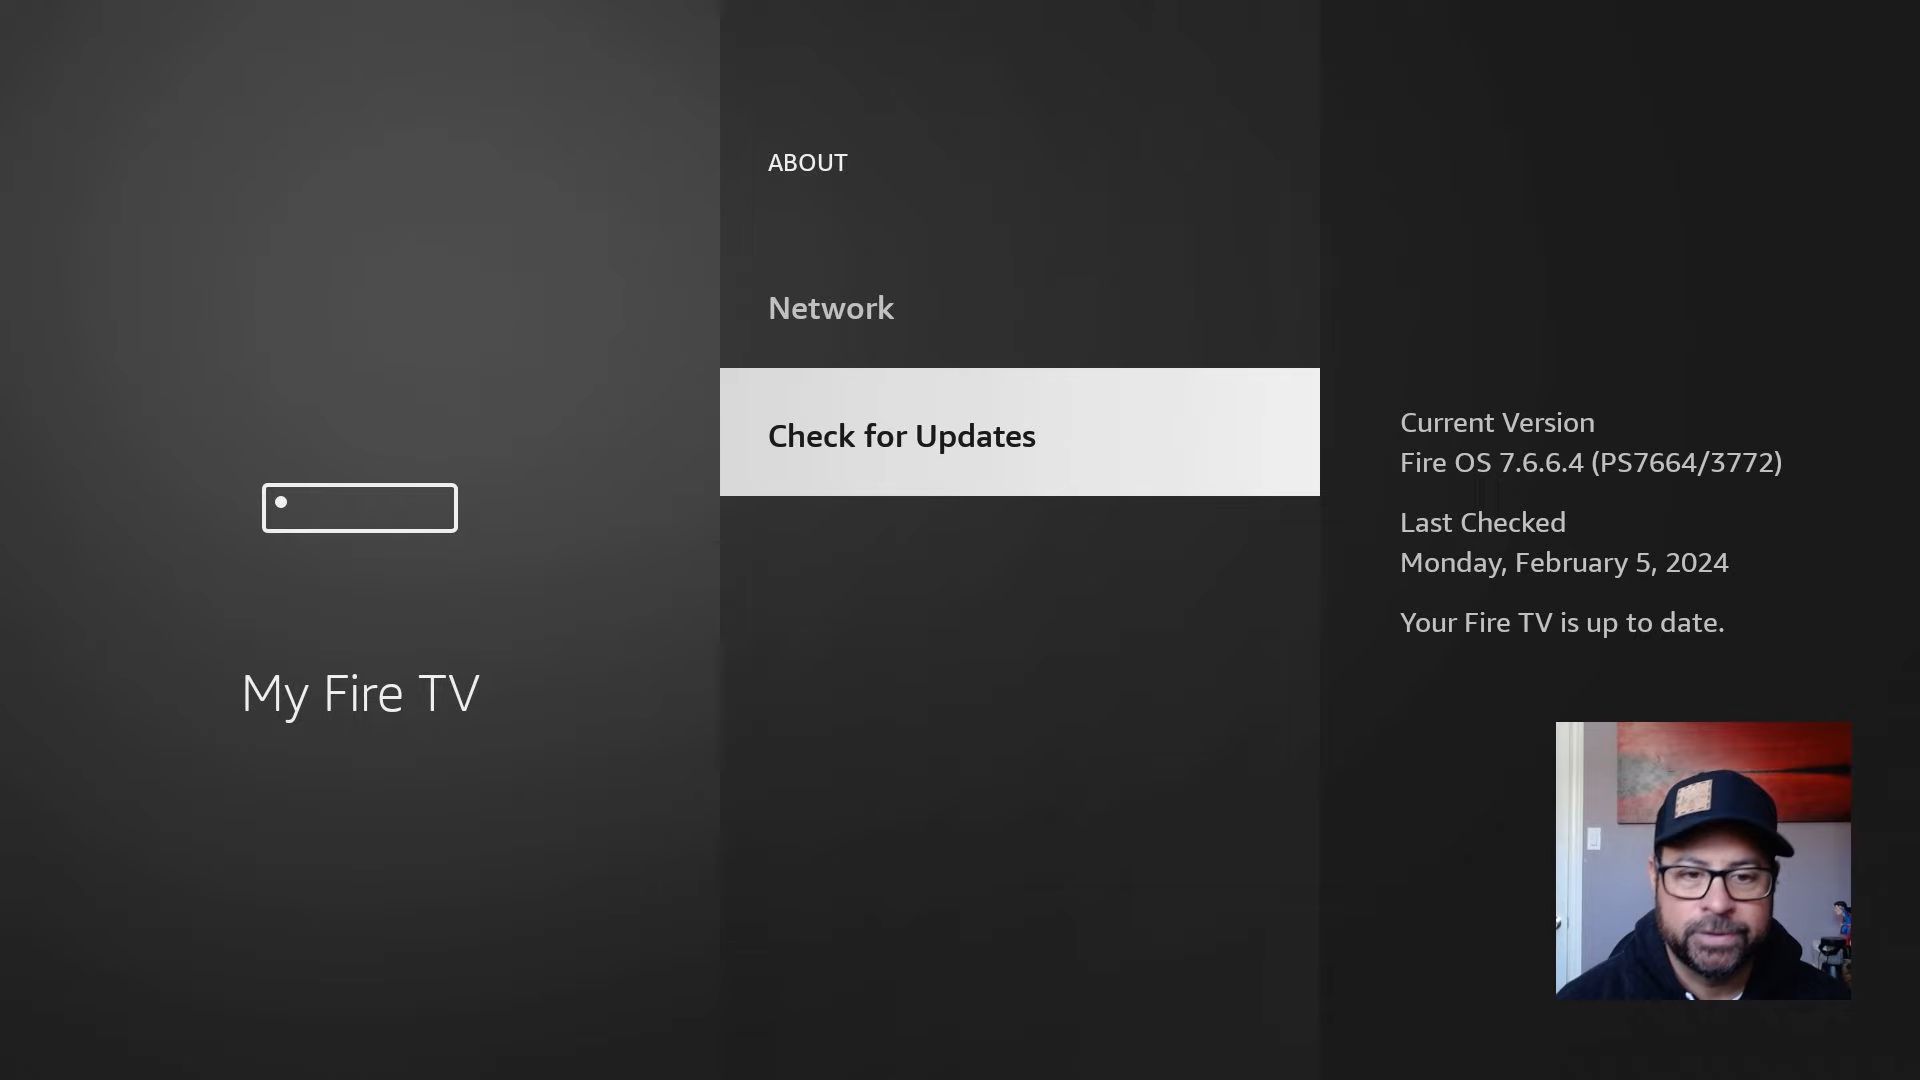 ABOUT
Network
Check for Updates
My Fire TV
Current Version
Fire OS 7.6.6.4 (PS7664/3772)
Last Checked
Monday, February 5, 2024
Your Fire TV is up to date.